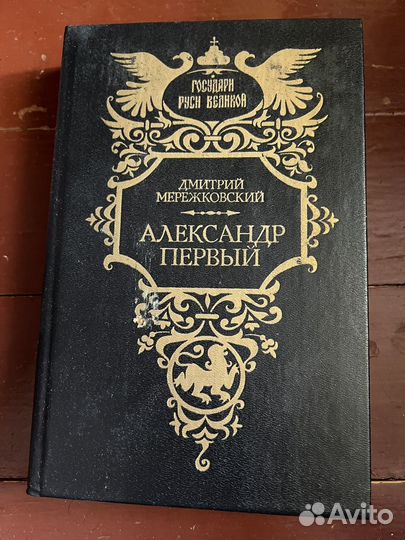 ГОСУДАРИ
РУСИ ВЕЛИКОЙ
ДМИТРИЙ
МЕРЕЖКОВСКИЙ
АЛЕКСАНДР
ПЕРВЫЙ
Avito